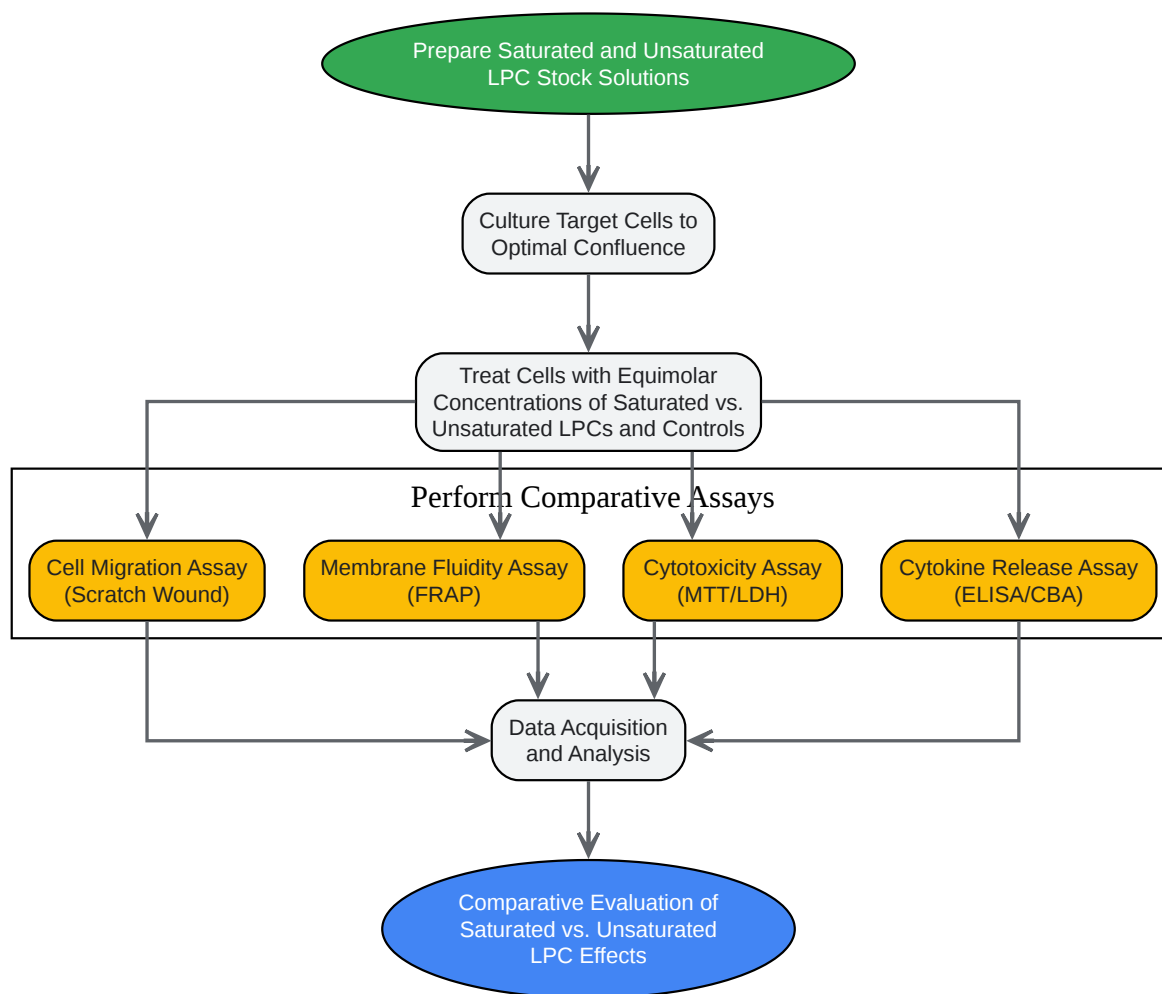 Prepare Saturated and Unsaturated
LPC Stock Solutions
Culture Target Cells to
Optimal Confluence
Treat Cells with Equimolar
Concentrations of Saturated vs.
Unsaturated LPCs and Controls
Perform Comparative Assays
Cell Migration Assay
(Scratch Wound)
Membrane Fluidity Assay
(FRAP)
Cytotoxicity Assay
(MTT/LDH)
Cytokine Release Assay
(ELISA/CBA)
Data Acquisition
and Analysis
Comparative Evaluation of
Saturated vs. Unsaturated
LPC Effects